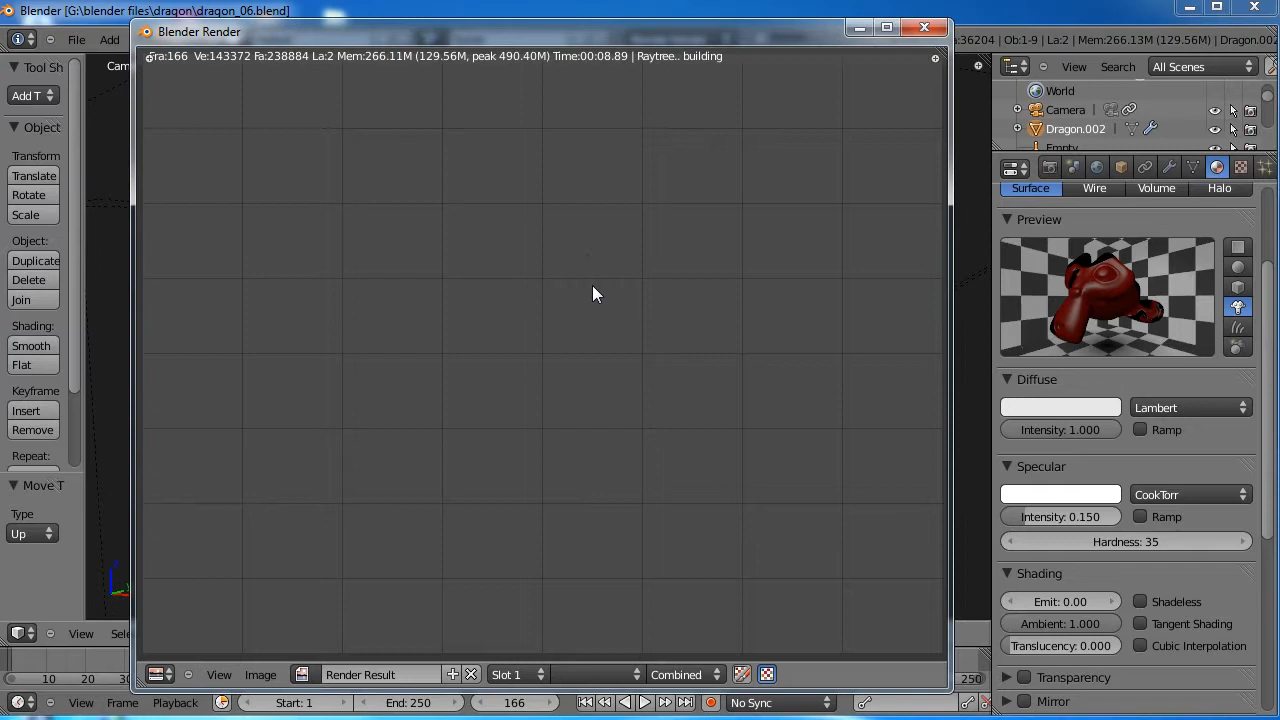 Blender [G:\blender files\dragon\dragon_06.blend]
File
Add
Blender Render
Fra:166 Ve:143372 Fa:238884 La:2 Mem:266.11M (129.56M, peak 490.40M) Time:00:08.89 | Raytree.. building
36204 | Ob:1-9 | La:2 | Mem:266.13M (129.56M) | Dragon.00
Tool Sh
Add T
Object
Transform
Translate
Rotate
Scale
Object:
Duplicate
Delete
Join
Shading:
Smooth
Flat
Keyframe
Insert
Remove
Repeat:
Move T
Type
Up
Cam
View
Search
All Scenes
World
Camera
Dragon.002
Empty
Surface
Wire
Volume
Halo
Preview
Diffuse
Lambert
Intensity: 1.000
Ramp
Specular
CookTorr
Intensity: 0.150
Ramp
Hardness: 35
Shading
Emit: 0.00
Shadeless
Ambient: 1.000
Tangent Shading
Translucency: 0.000
Cubic Interpolation
Transparency
Mirror
View
Sele
View
Image
Render Result
Slot 1
Combined
10
20
30
250
View
Frame
Playback
Start: 1
End: 250
166
No Sync